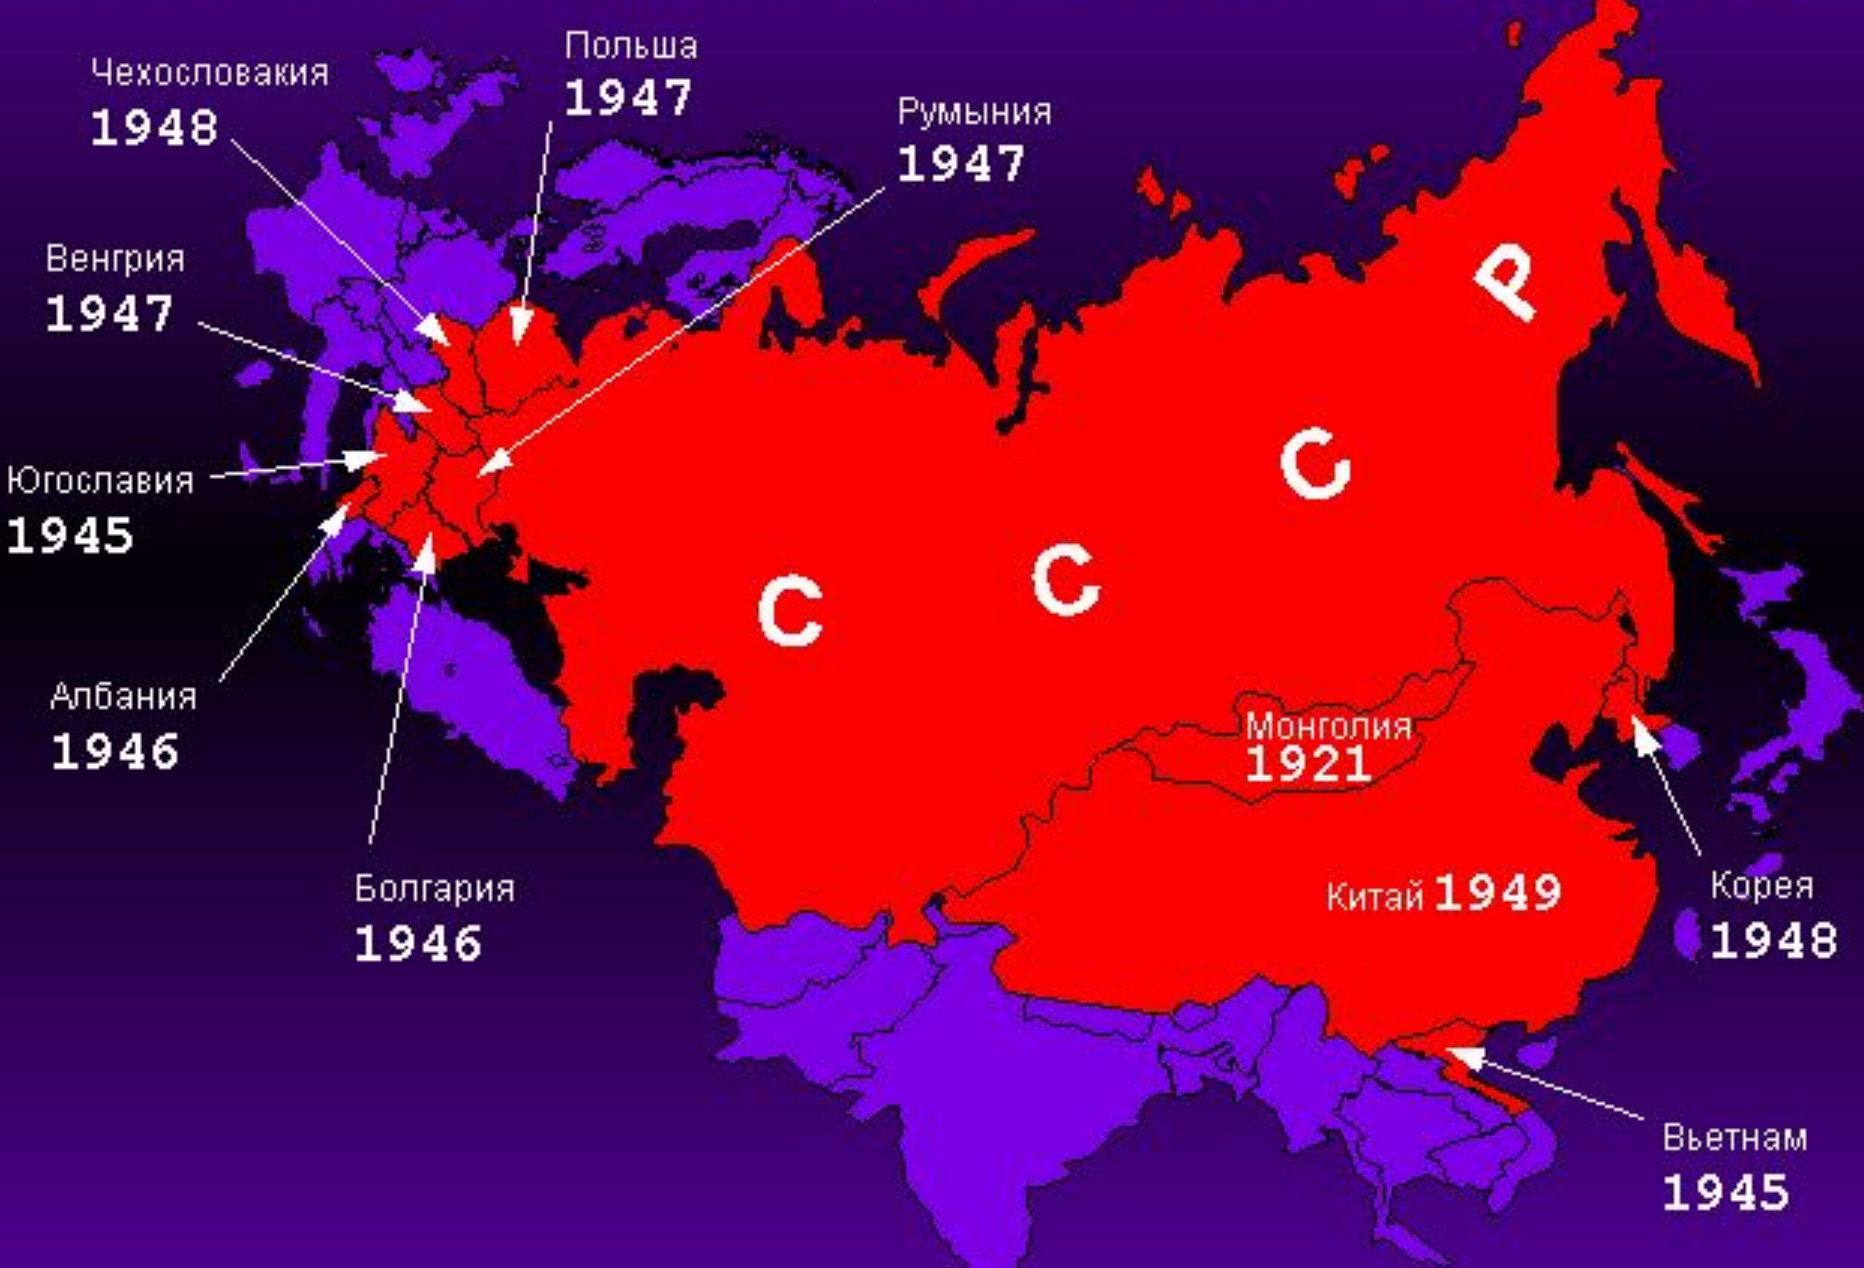 Чехословакия
1948
Польша
1947
Румыния
1947
Венгрия
1947
Р
С
С
С
Югославия
1945
Албания
1946
Монголия
1921
Болгария
1946
Китай 1949
Корея
1948
Вьетнам
1945